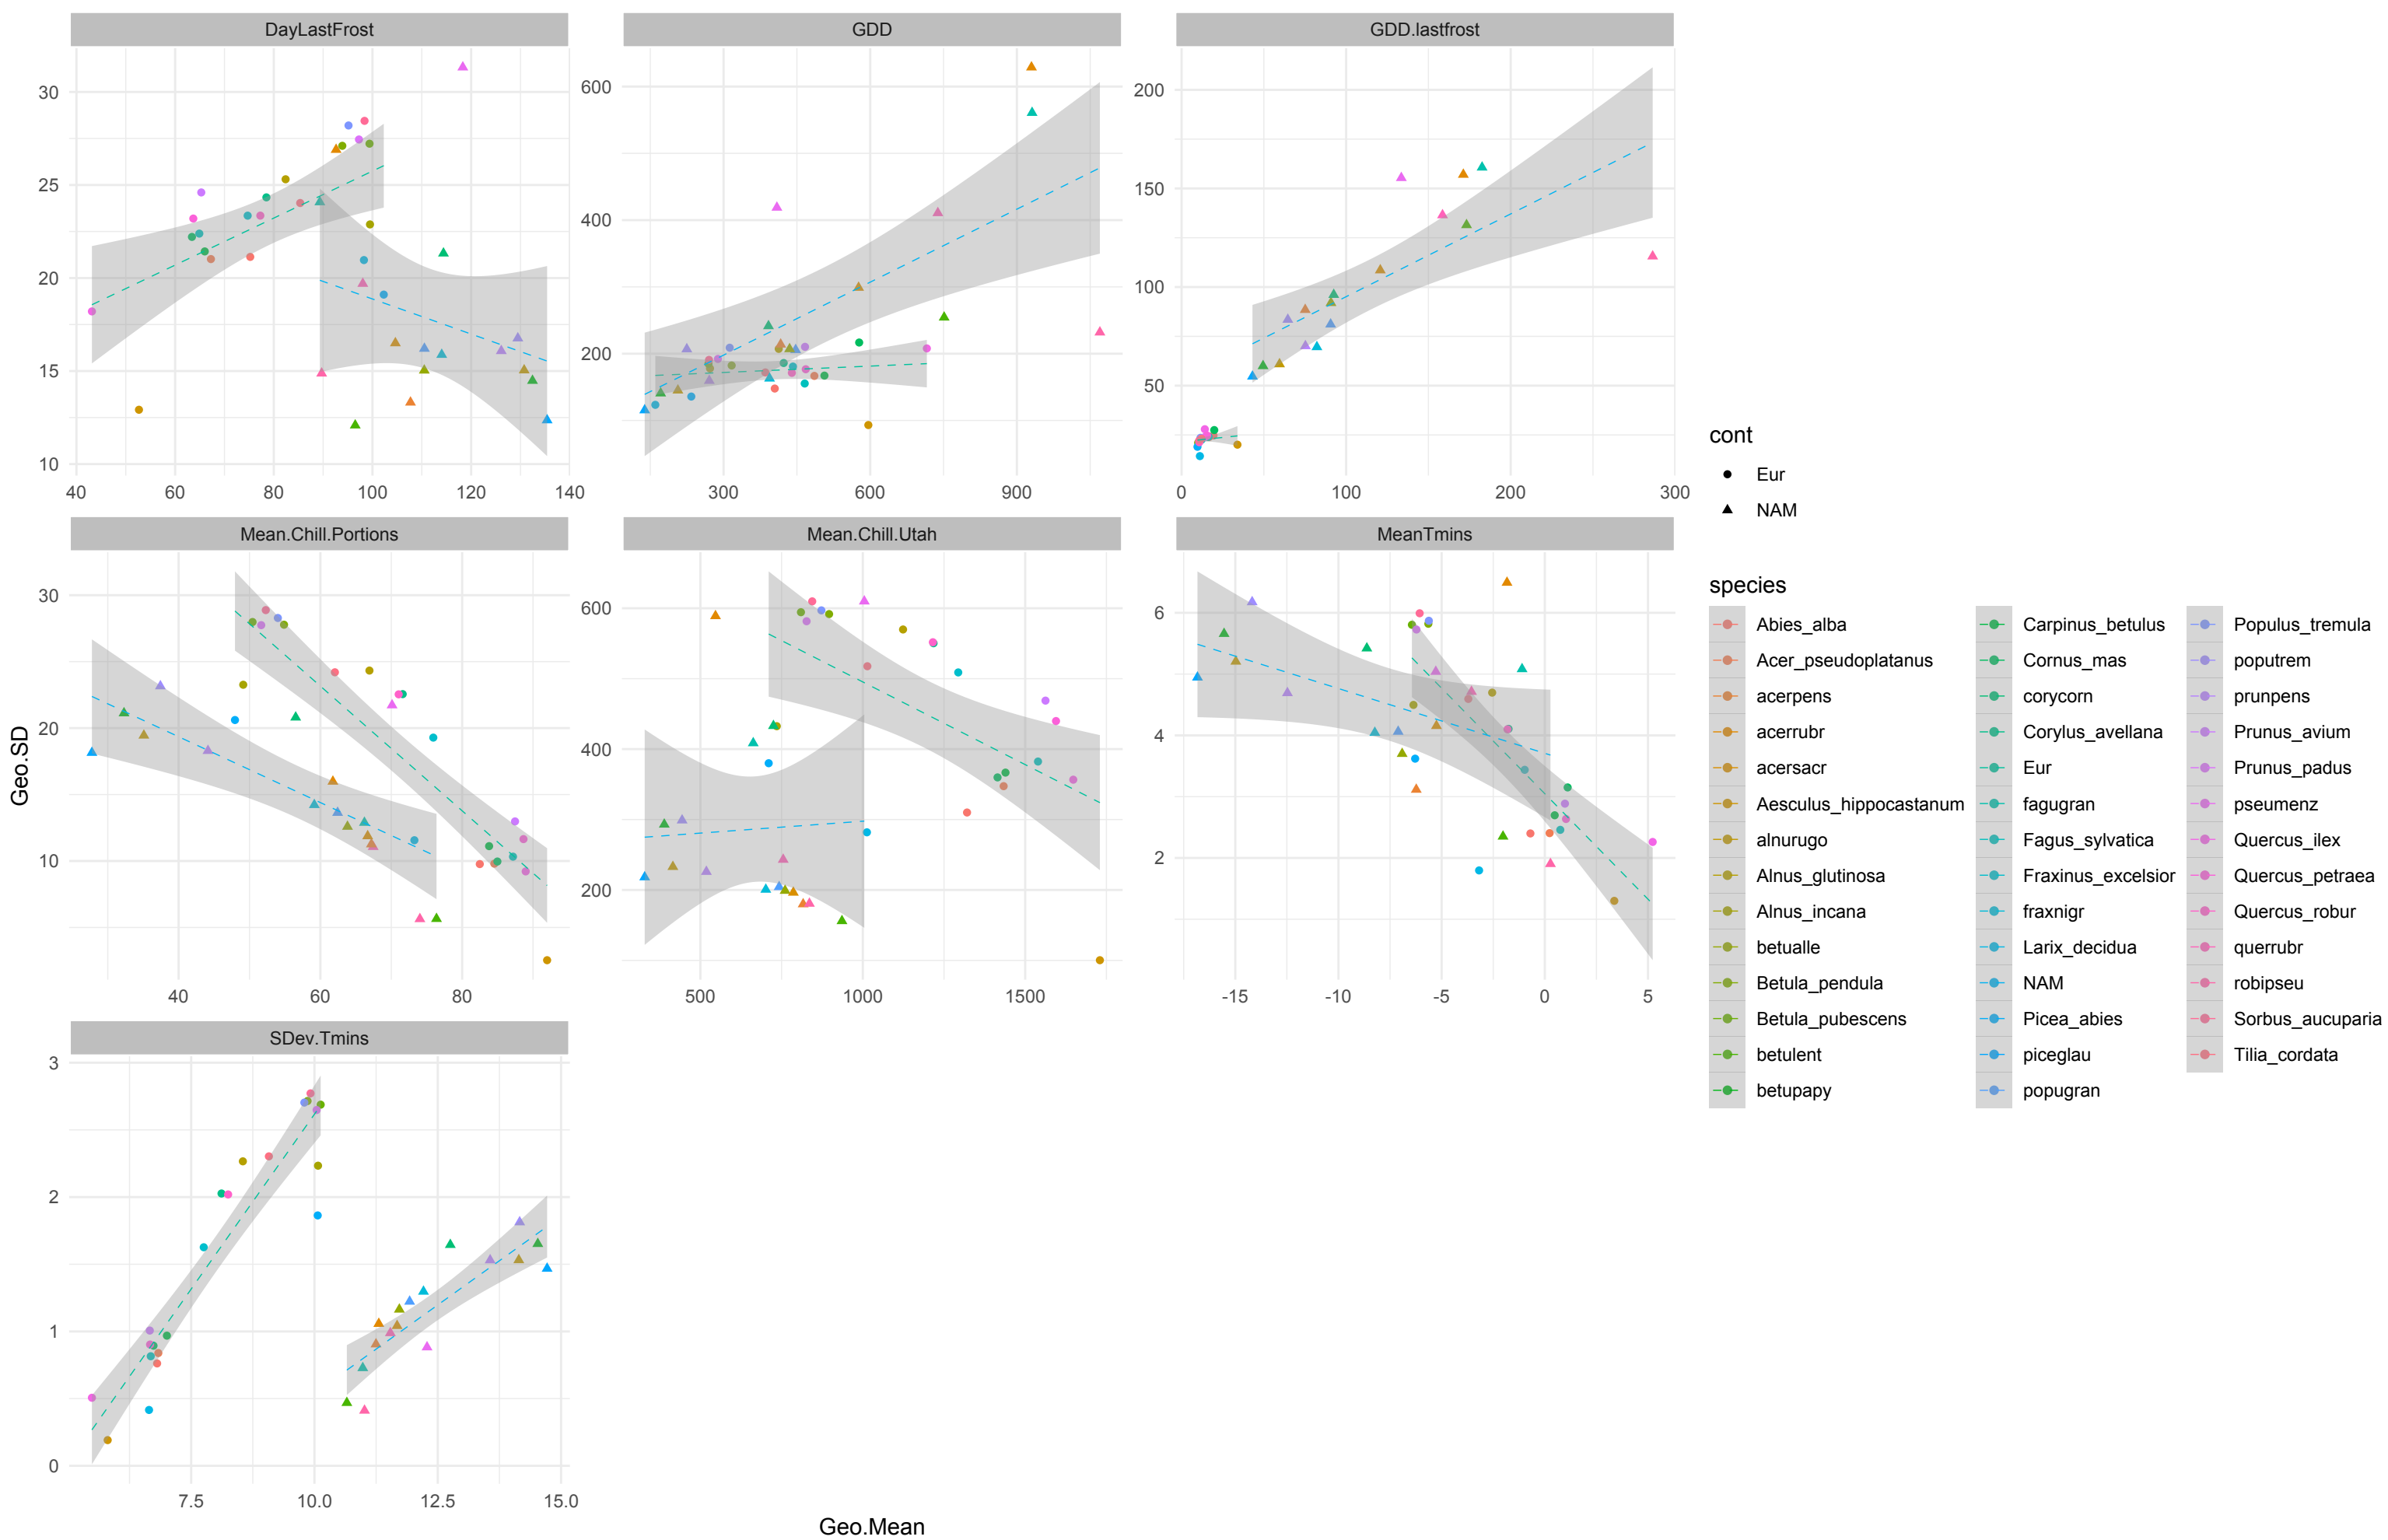 DayLastFrost GDD GDD.lastfrost
30
25
20
15
10
40 60 80 100 120 140
600
400
200
300 600 900
200
150
100
50
0 100 200 300
Mean.Chill.Portions Mean.Chill.Utah MeanTmins
30
20
10
40 60 80
600
400
200
500 1000 1500
6
4
2
-15 -10 -5 0 5
SDev.Tmins
3
2
1
0
7.5 10.0 12.5 15.0
Geo.SD
Geo.Mean
cont
Eur
NAM
species
Abies_alba
Acer_pseudoplatanus
acerpens
acerrubr
acersacr
Aesculus_hippocastanum
alnurugo
Alnus_glutinosa
Alnus_incana
betualle
Betula_pendula
Betula_pubescens
betulent
betupapy
Carpinus_betulus
Cornus_mas
corycorn
Corylus_avellana
Eur
fagugran
Fagus_sylvatica
Fraxinus_excelsior
fraxnigr
Larix_decidua
NAM
Picea_abies
piceglau
popugran
Populus_tremula
poputrem
prunpens
Prunus_avium
Prunus_padus
pseumenz
Quercus_ilex
Quercus_petraea
Quercus_robur
querrubr
robipseu
Sorbus_aucuparia
Tilia_cordata